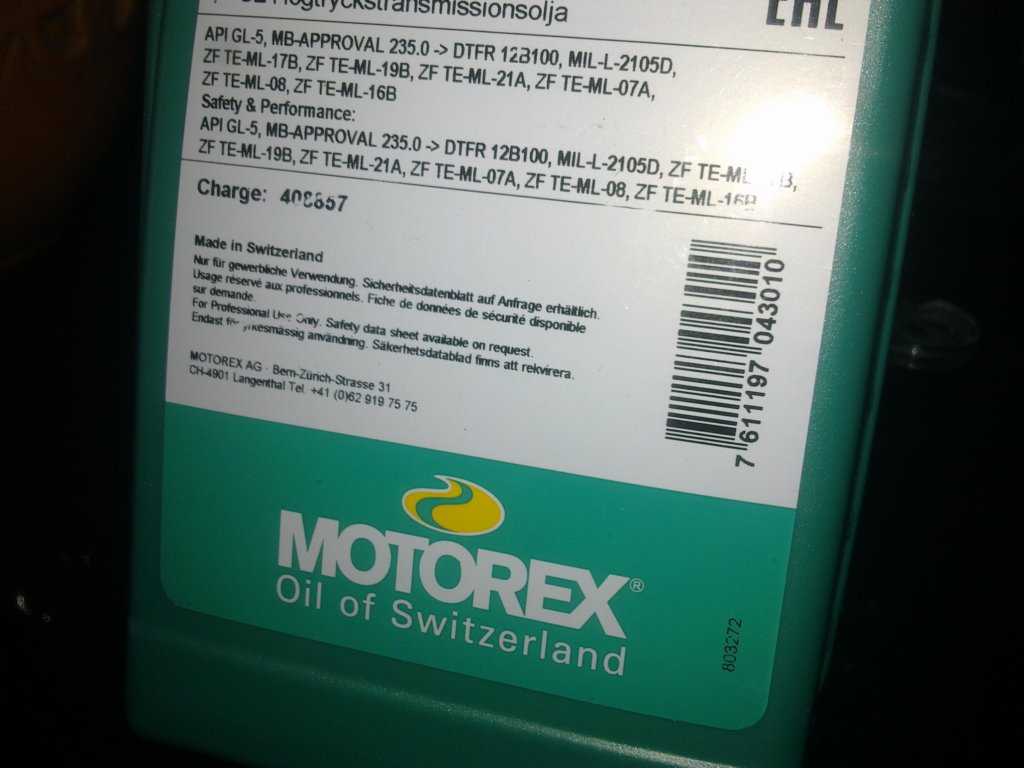 Högtryckstransmissionsolja
EAC
API GL-5, MB-APPROVAL 235.0 -> DTFR 12B100, MIL-L-2105D,
ZF TE-ML-17B, ZF TE-ML-19B, ZF TE-ML-21A, ZF TE-ML-07A,
ZF TE-ML-08, ZF TE-ML-16B
Safety & Performance:
API GL-5, MB-APPROVAL 235.0 -> DTFR 12B100, MIL-L-2105D, ZF
ZF TE-ML-19B, ZF TE-ML-21A, ZF TE-ML-07A, ZF TE-ML-08, ZF TE-ML-16B
Charge:
Made in Switzerland
Nur für gewerbliche Verwendung. Sicherheitsdatenblatt auf Anfrage erhältlich.
Usage réservé aux professionnels. Fiche de données de sécurité disponible
sur demande.
For Professional Use Only. Safety data sheet available on request.
Endast för yrkesmässig användning. Säkerhetsdatablad finns att rekvirera.
MOTOREX AG · Bern-Zürich-Strasse 31
CH-4901 Langenthal Tel. +41 (0)62 919 75 75
7 611197 043010
MOTOREX®
Oil of Switzerland
803272